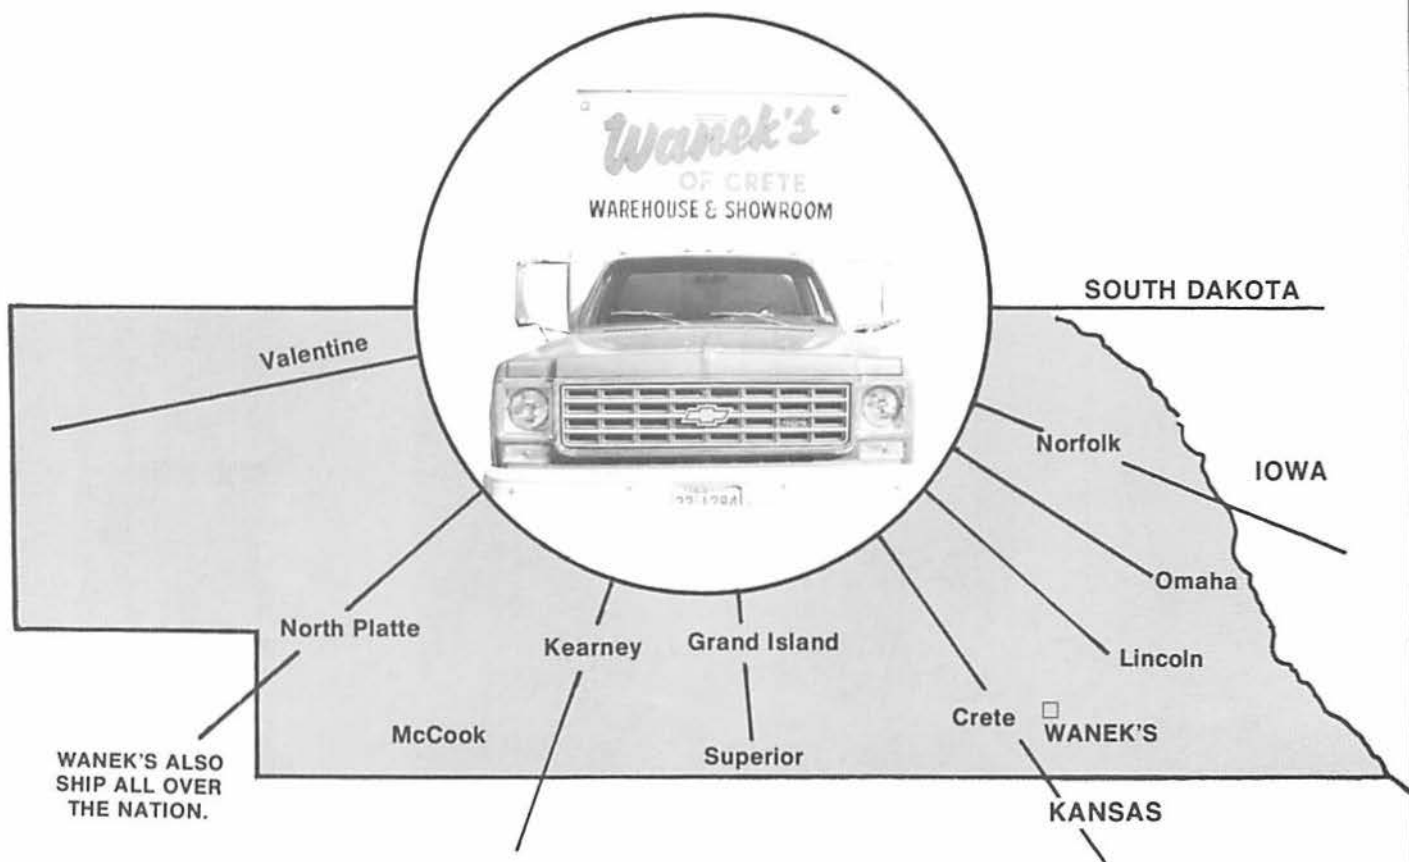 Wanek's
OF CRETE
WAREHOUSE & SHOWROOM
SOUTH DAKOTA
Valentine
Norfolk
IOWA
Omaha
North Platte
Kearney
Grand Island
Lincoln
McCook
Superior
Crete
WANEK'S
WANEK'S ALSO
SHIP ALL OVER
THE NATION.
KANSAS